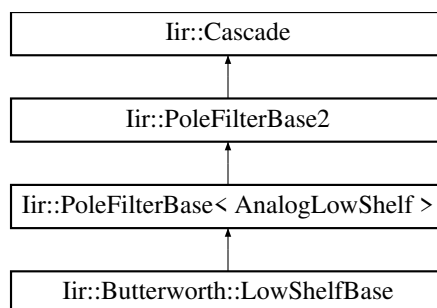 Iir::Cascade
Iir::PoleFilterBase2
Iir::PoleFilterBase< AnalogLowShelf >
Iir::Butterworth::LowShelfBase